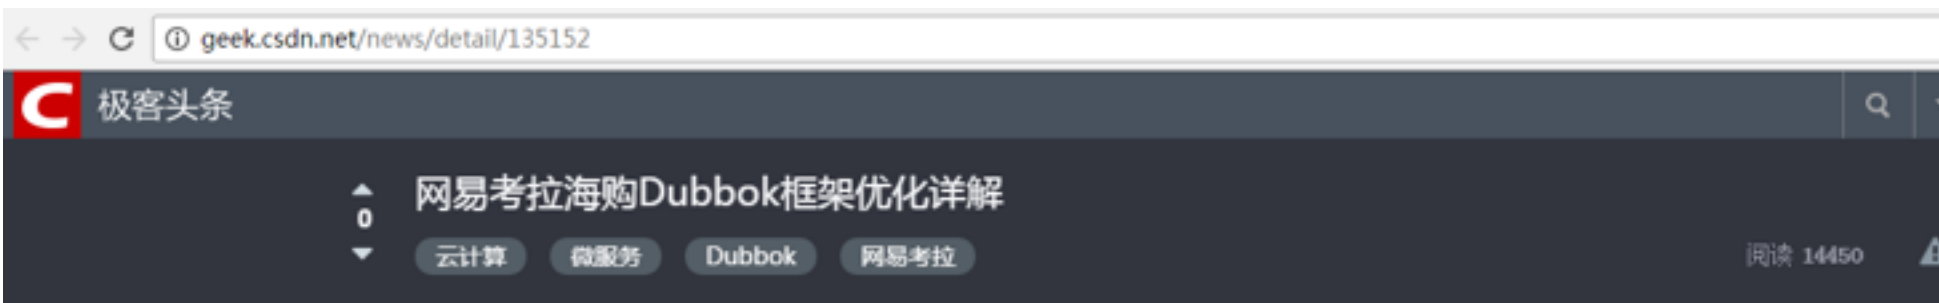 geek.csdn.net/news/detail/135152
C 极客头条
网易考拉海购Dubbok框架优化详解
0
云计算 微服务 Dubbok 网易考拉 阅读 14450